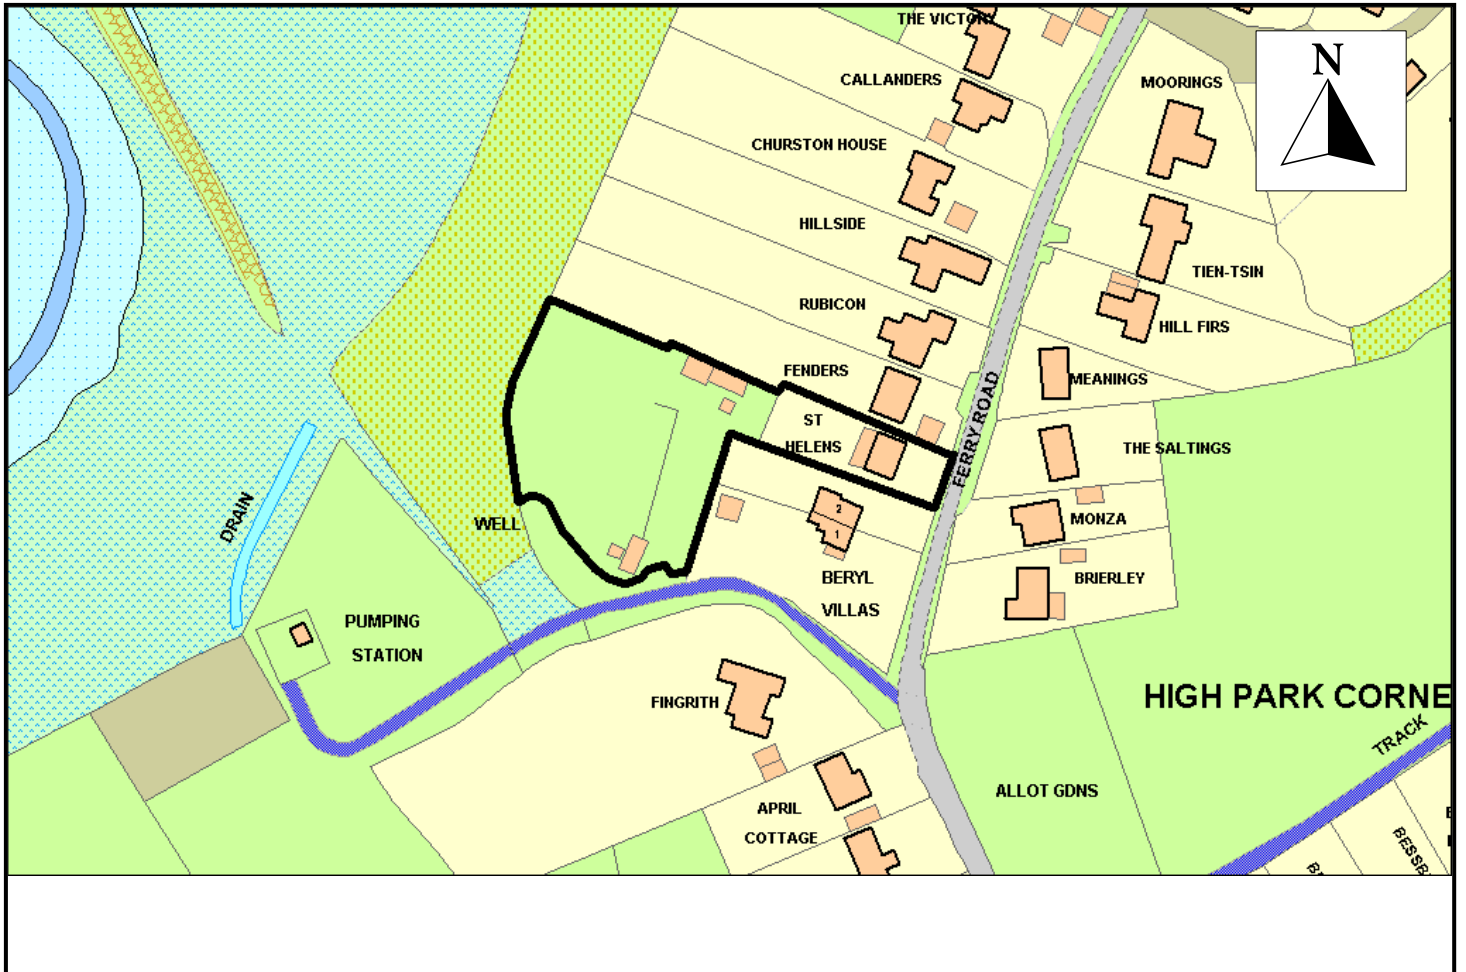 THE VICTORY
N
CALLANDERS
MOORINGS
CHURSTON HOUSE
HILLSIDE
TIEN-TSIN
RUBICON
HILL FIRS
FENDERS
MEANINGS
ST
HELENS
FERRY ROAD
THE SALTINGS
2
1
WELL
DRAIN
MONZA
BERYL
VILLAS
BRIERLEY
PUMPING
STATION
FINGRITH
HIGH PARK CORNE
TRACK
ALLOT GDNS
APRIL
COTTAGE
BESSB